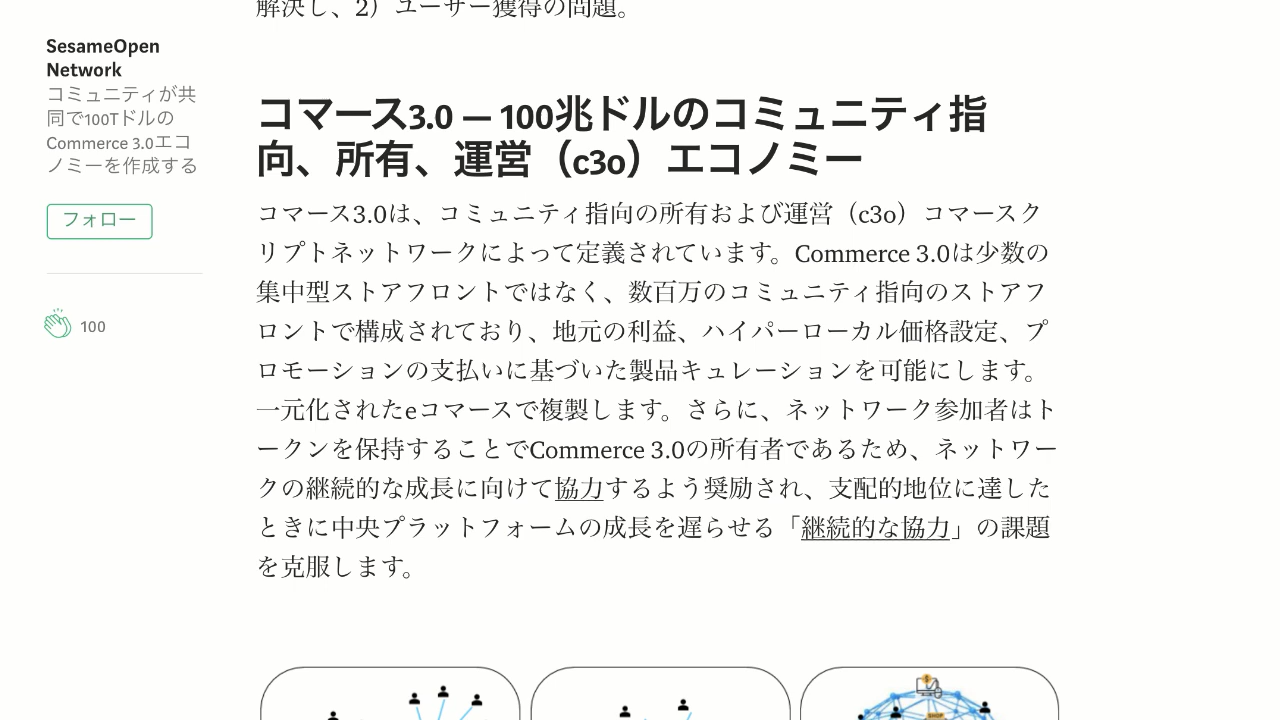 解決し、2）ユーザー獲得の問題。
SesameOpen
Network
コミュニティが共
同で100Tドルの
Commerce 3.0エコ
ノミーを作成する
フォロー
100
コマース3.0 — 100兆ドルのコミュニティ指
向、所有、運営（c3o）エコノミー
コマース3.0は、コミュニティ指向の所有および運営（c3o）コマースク
リプトネットワークによって定義されています。Commerce 3.0は少数の
集中型ストアフロントではなく、数百万のコミュニティ指向のストアフ
ロントで構成されており、地元の利益、ハイパーローカル価格設定、プ
ロモーションの支払いに基づいた製品キュレーションを可能にします。
一元化されたeコマースで複製します。さらに、ネットワーク参加者はト
ークンを保持することでCommerce 3.0の所有者であるため、ネットワー
クの継続的な成長に向けて協力するよう奨励され、支配的地位に達した
ときに中央プラットフォームの成長を遅らせる「継続的な協力」の課題
を克服します。
SHOP